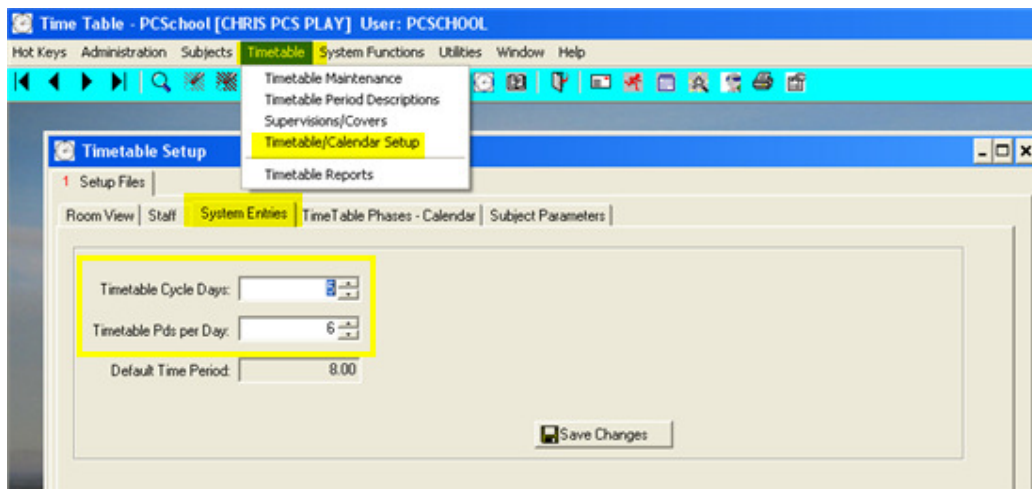 Time Table - PCSchool [CHRIS PCS PLAY] User: PCSCHOOL
Hot Keys Administration Subjects Timetable System Functions Utilities Window Help
Timetable Maintenance
Timetable Period Descriptions
Supervisions/Covers
Timetable/Calendar Setup
Timetable Reports
Timetable Setup
1 Setup Files
Room View Staff System Entries TimeTable Phases - Calendar Subject Parameters
Timetable Cycle Days:
Timetable Pds per Day: 6
Default Time Period: 8.00
Save Changes